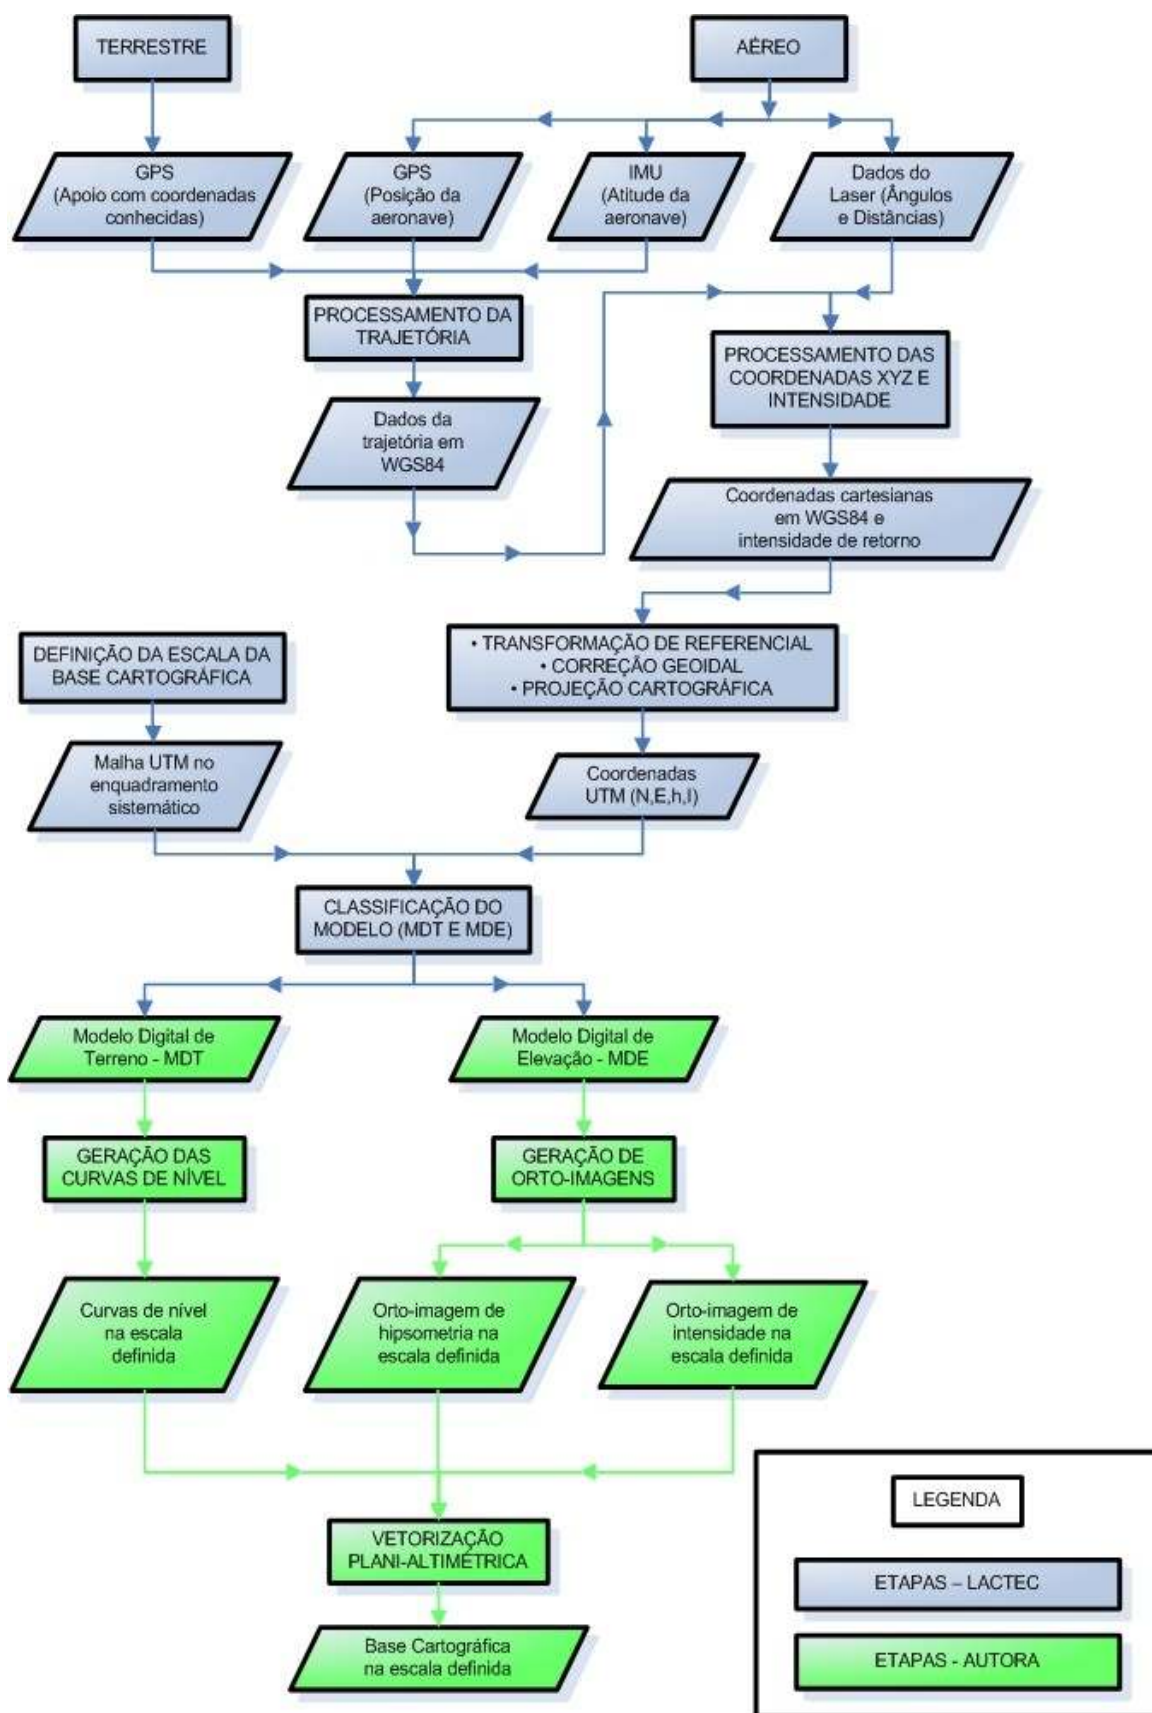 TERRESTRE
AÉREO
GPS
(Apoio com coordenadas
conhecidas)
GPS
(Posição da
aeronave)
IMU
(Atitude da
aeronave)
Dados do
Laser (Ângulos
e Distâncias)
PROCESSAMENTO DA
TRAJETÓRIA
PROCESSAMENTO DAS
COORDENADAS XYZ E
INTENSIDADE
Dados da
trajetória em
WGS84
Coordenadas cartesianas
em WGS84 e
intensidade de retorno
DEFINIÇÃO DA ESCALA DA
BASE CARTOGRÁFICA
• TRANSFORMAÇÃO DE REFERENCIAL
• CORREÇÃO GEOIDAL
• PROJEÇÃO CARTOGRÁFICA
Malha UTM no
enquadramento
sistemático
Coordenadas
UTM (N,E,h,I)
CLASSIFICAÇÃO DO
MODELO (MDT E MDE)
Modelo Digital de
Terreno - MDT
Modelo Digital de
Elevação - MDE
GERAÇÃO DAS
CURVAS DE NÍVEL
GERAÇÃO DE
ORTO-IMAGENS
Curvas de nível
na escala
definida
Orto-imagem de
hipsometria na
escala definida
Orto-imagem de
intensidade na
escala definida
VETORIZAÇÃO
PLANI-ALTIMÉTRICA
Base Cartográfica
na escala definida
LEGENDA
ETAPAS – LACTEC
ETAPAS - AUTORA